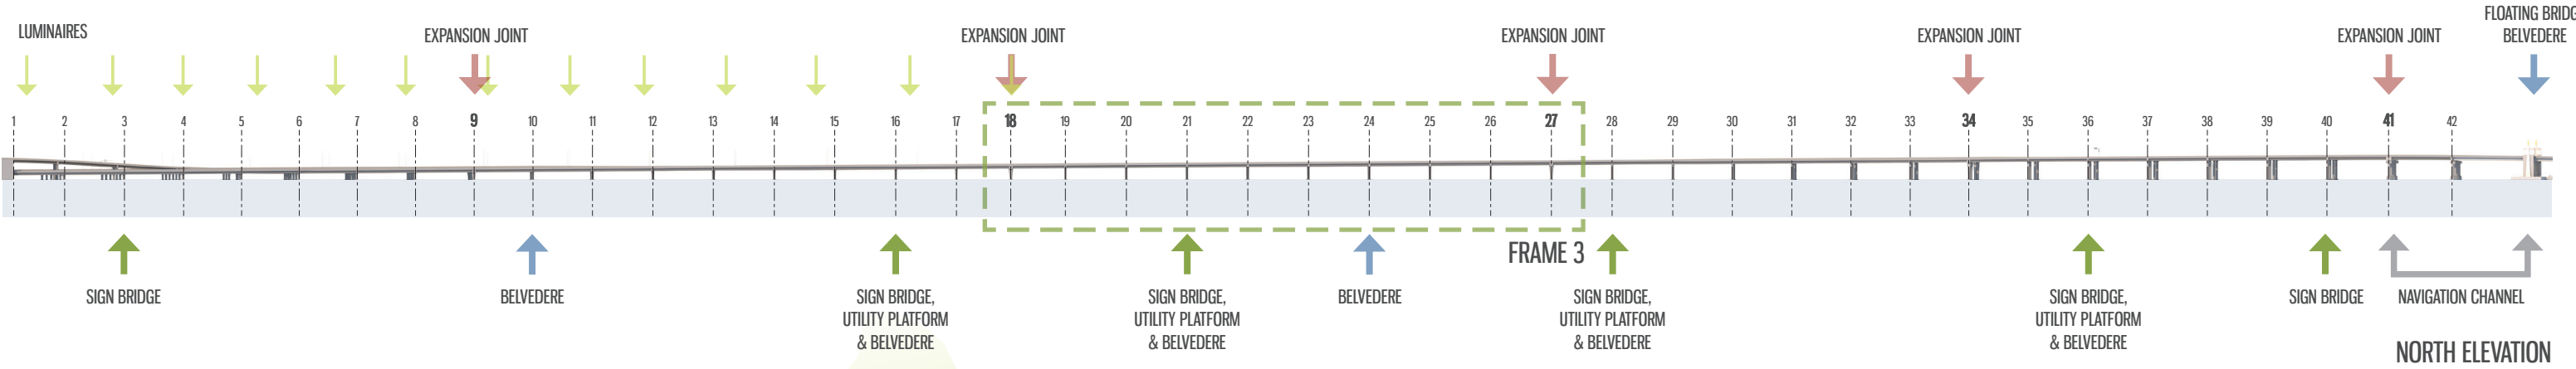 LUMINAIRES
EXPANSION JOINT
EXPANSION JOINT
EXPANSION JOINT
EXPANSION JOINT
EXPANSION JOINT
FLOATING BRIDG
BELVEDERE
1 2 3 4 5 6 7 8 9 10 11 12 13 14 15 16 17 18 19 20 21 22 23 24 25 26 27 28 29 30 31 32 33 34 35 36 37 38 39 40 41 42
FRAME 3
SIGN BRIDGE
BELVEDERE
SIGN BRIDGE,
UTILITY PLATFORM
& BELVEDERE
SIGN BRIDGE,
UTILITY PLATFORM
& BELVEDERE
BELVEDERE
SIGN BRIDGE,
UTILITY PLATFORM
& BELVEDERE
SIGN BRIDGE,
UTILITY PLATFORM
& BELVEDERE
SIGN BRIDGE
NAVIGATION CHANNEL
NORTH ELEVATION